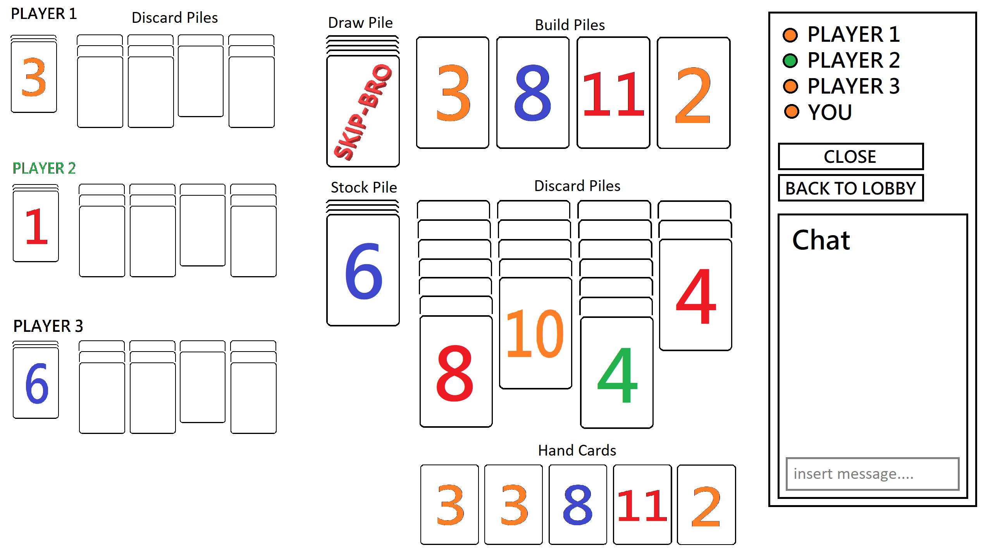 PLAYER 1
Discard Piles
3
PLAYER 2
1
PLAYER 3
6
Draw Pile
SKIP-BRO
Build Piles
3 8 11 2
Stock Pile
6
Discard Piles
8 10 4 4
Hand Cards
3 3 8 11 2
PLAYER 1
PLAYER 2
PLAYER 3
YOU
CLOSE
BACK TO LOBBY
Chat
insert message....